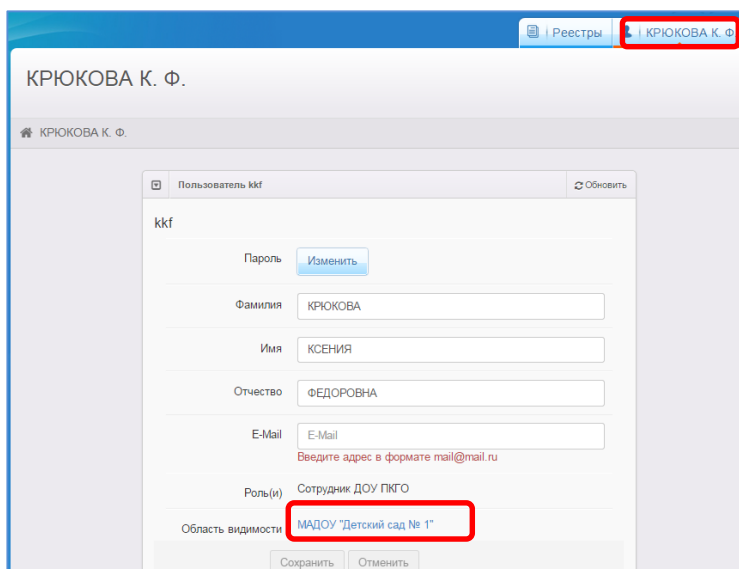 Реестры
КРЮКОВА К. Ф.
КРЮКОВА К. Ф.
КРЮКОВА К. Ф.
Пользователь kkf
Обновить
kkf
Пароль
Изменить
Фамилия
КРЮКОВА
Имя
КСЕНИЯ
Отчество
ФЕДОРОВНА
E-Mail
E-Mail
Введите адрес в формате mail@mail.ru
Роль(и)
Сотрудник ДОУ ПКГО
Область видимости
МАДОУ "Детский сад № 1"
Сохранить
Отменить